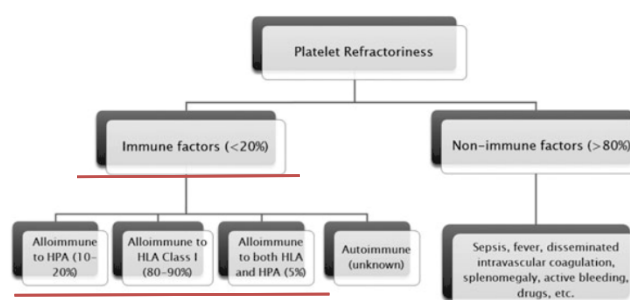 Platelet Refractoriness
Immune factors (<20%)
Non-immune factors (>80%)
Alloimmune
to HPA (10-
20%)
Alloimmune to
HLA Class I
(80-90%)
Alloimmune
to both HLA
and HPA (5%)
Autoimmune
(unknown)
Sepsis, fever, disseminated
intravascular coagulation,
splenomegaly, active bleeding,
drugs, etc.